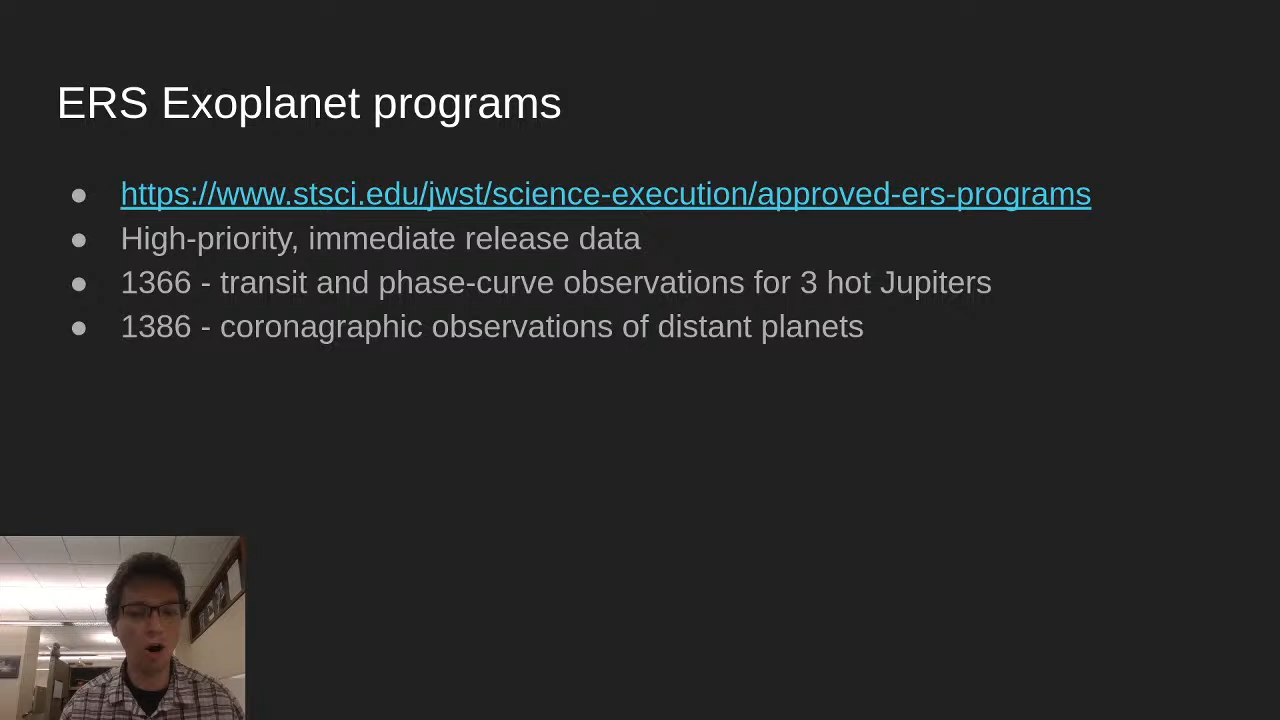 ERS Exoplanet programs
● https://www.stsci.edu/jwst/science-execution/approved-ers-programs
● High-priority, immediate release data
● 1366 - transit and phase-curve observations for 3 hot Jupiters
● 1386 - coronagraphic observations of distant planets